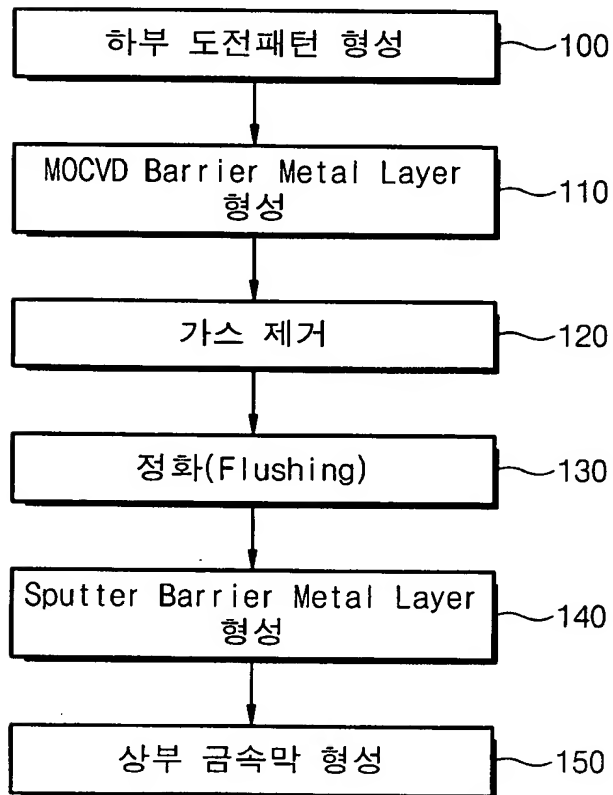 하부 도전패턴 형성
100
MOCVD Barrier Metal Layer
형성
110
가스 제거
120
정화(Flushing)
130
Sputter Barrier Metal Layer
형성
140
상부 금속막 형성
150